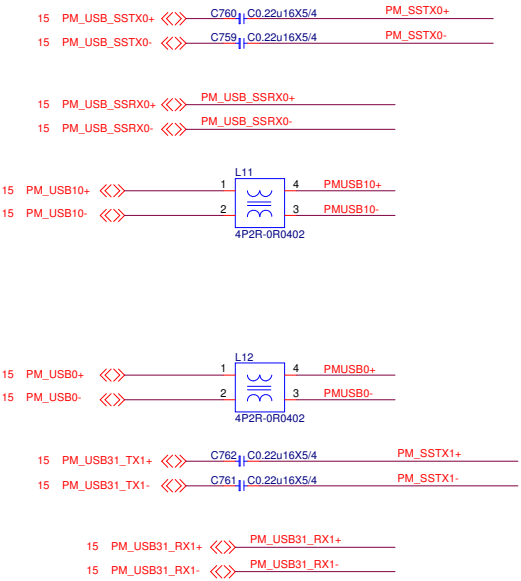 15 PM_USB_SSTX0+ C760 C0.22u16X5/4 PM_SSTX0+
15 PM_USB_SSTX0- C759 C0.22u16X5/4 PM_SSTX0-
15 PM_USB_SSRX0+ PM_USB_SSRX0+
15 PM_USB_SSRX0- PM_USB_SSRX0-
L11
15 PM_USB10+ 1 4 PMUSB10+
15 PM_USB10- 2 3 PMUSB10-
4P2R-0R0402
L12
15 PM_USB0+ 1 4 PMUSB0+
15 PM_USB0- 2 3 PMUSB0-
4P2R-0R0402
15 PM_USB31_TX1+ C762 C0.22u16X5/4 PM_SSTX1+
15 PM_USB31_TX1- C761 C0.22u16X5/4 PM_SSTX1-
15 PM_USB31_RX1+ PM_USB31_RX1+
15 PM_USB31_RX1- PM_USB31_RX1-